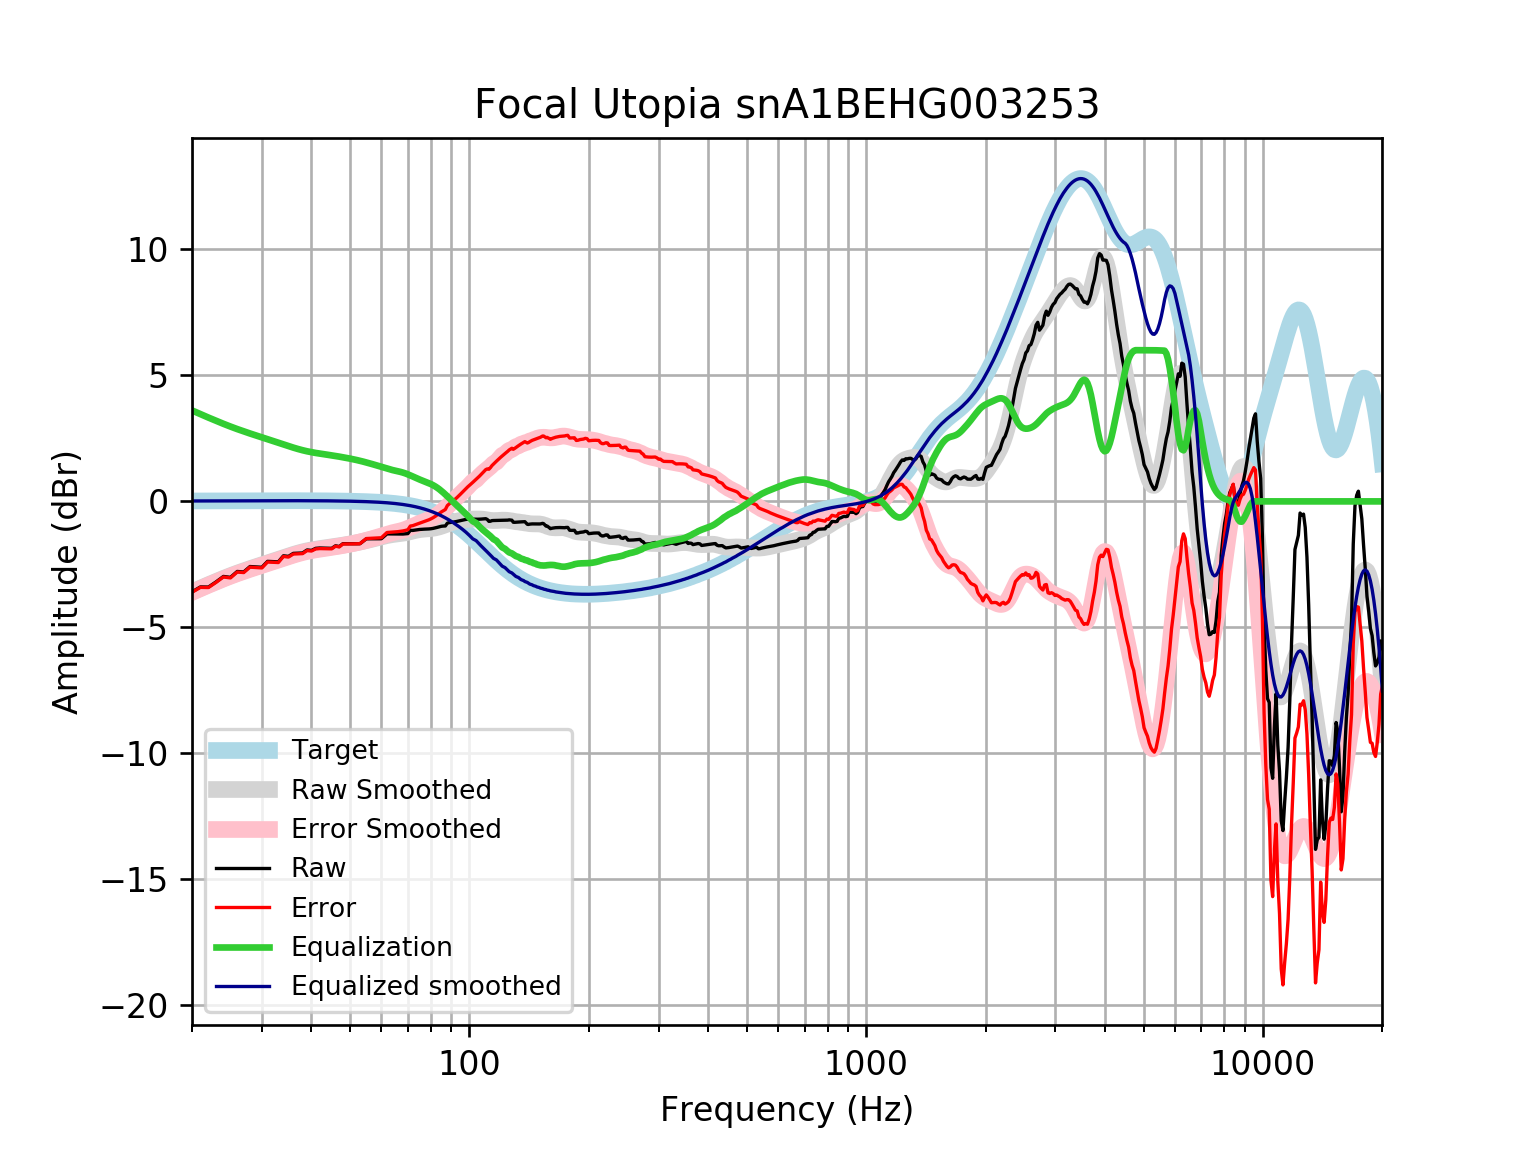 Focal Utopia snA1BEHG003253
Amplitude (dBr)
10
5
0
−5
−10
−15
−20
Target
Raw Smoothed
Error Smoothed
Raw
Error
Equalization
Equalized smoothed
100
1000
10000
Frequency (Hz)